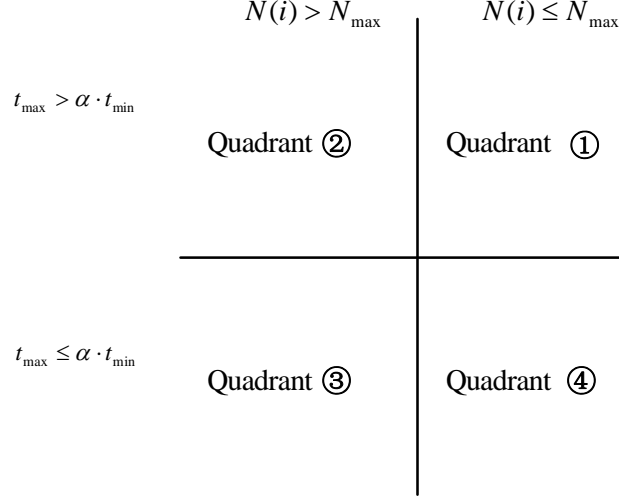 N(i) > N_max N(i) ≤ N_max
t_max > α · t_min
Quadrant ② Quadrant ①
t_max ≤ α · t_min
Quadrant ③ Quadrant ④